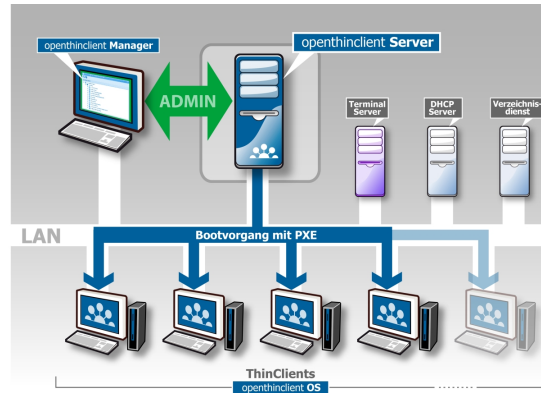 openthinclient Manager
openthinclient Server
ADMIN
Terminal
Server
DHCP
Server
Verzeichnis-
dienst
LAN
Bootvorgang mit PXE
ThinClients
openthinclient OS